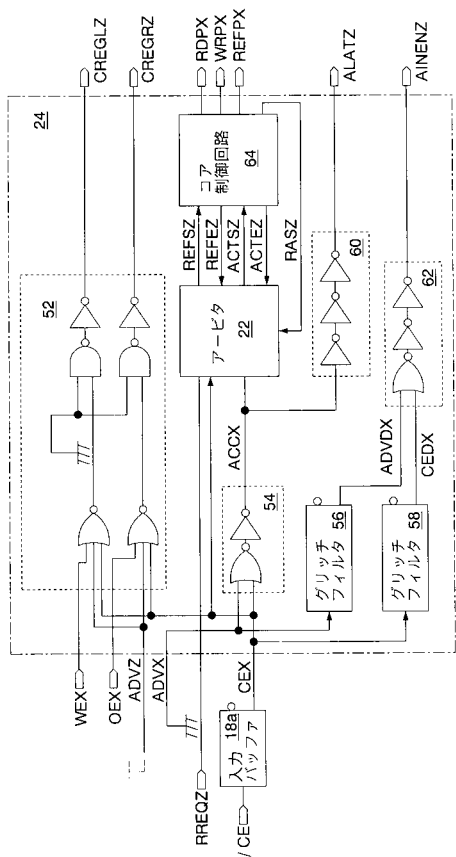 24
WEX
OEX
ADVZ
ADVX
RREQZ
/CE
入力
バッファ
18a
CEX
52
CREGLZ
CREGRZ
54
ACCX
アービタ
22
REFSZ
REFEZ
ACTSZ
ACTEZ
RASZ
コア
制御回路
64
RDPX
WRPX
REFPX
60
ALATZ
グリッチ
フィルタ
56
グリッチ
フィルタ
58
ADVDX
CEDX
62
AINENZ